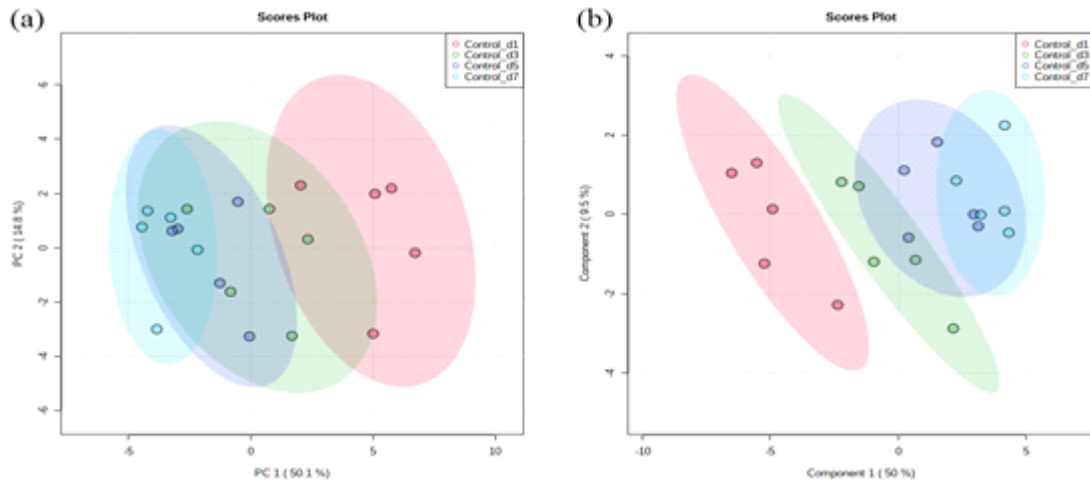 (a)
Scores Plot
Control_d1
Control_d3
Control_d5
Control_d7
6
4
2
0
-2
-4
-6
PC 2 ( 14.8 %)
-5
0
5
10
PC 1 ( 50.1 %)
(b)
Scores Plot
Control_d1
Control_d3
Control_d5
Control_d7
4
2
0
-2
-4
Component 2 ( 9.5 %)
-10
-5
0
5
Component 1 ( 50 %)